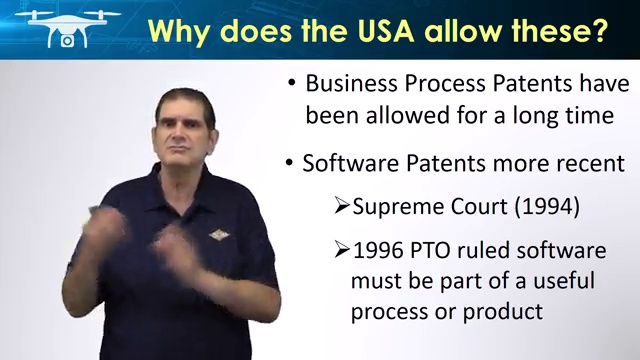 Why does the USA allow these?
• Business Process Patents have
been allowed for a long time
• Software Patents more recent
➢Supreme Court (1994)
➢1996 PTO ruled software
must be part of a useful
process or product